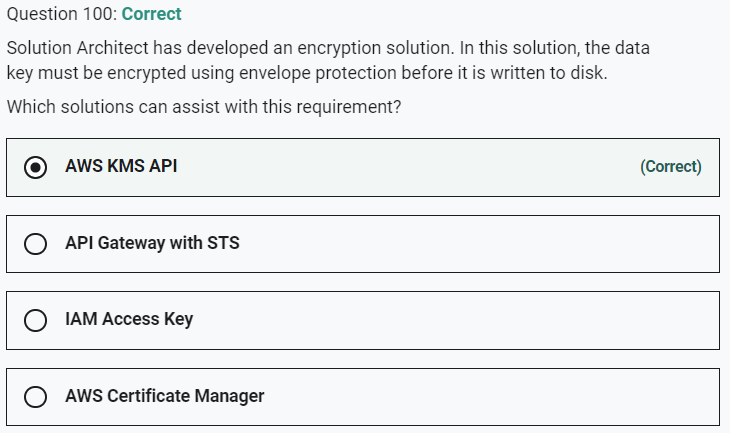 Question 100: Correct
Solution Architect has developed an encryption solution. In this solution, the data
key must be encrypted using envelope protection before it is written to disk.
Which solutions can assist with this requirement?
AWS KMS API (Correct)
API Gateway with STS
IAM Access Key
AWS Certificate Manager